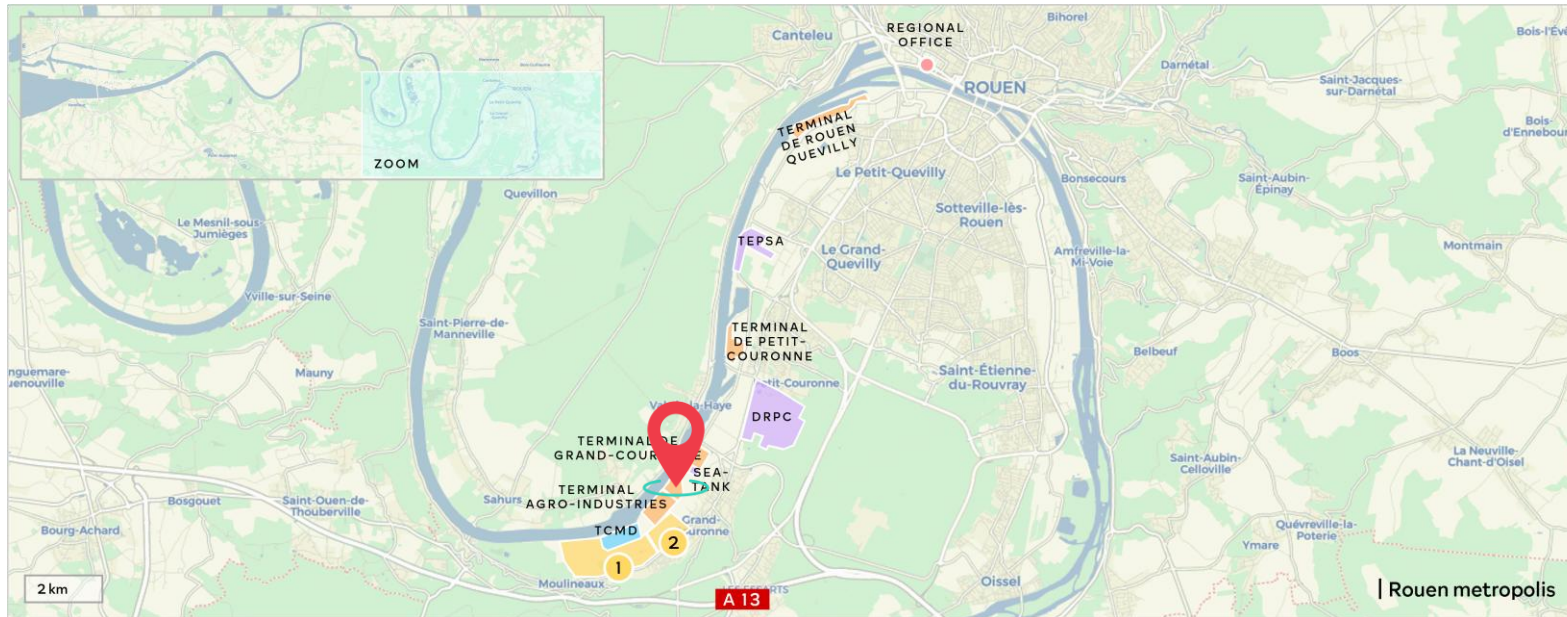 ZOOM
Canteleu
REGIONAL
OFFICE
Bihorel
ROUEN
Darnétal
Saint-Jacques-
sur-Darnétal
Bois-
d'Ennebou
TERMINAL
DE ROUEN
QUEVILLY
Le Petit-Quevilly
Bonsecours
Saint-Aubin-
Épinay
Quevillon
Le Mesnil-sous-
Jumièges
Sotteville-lès-
Rouen
TEPSA
Le Grand-
Quevilly
Amfreville-la-
Mi-Voie
Montmain
Yville-sur-Seine
Saint-Pierre-de-
Manneville
TERMINAL
DE PETIT-
COURONNE
Belbeuf
Boos
nguemare-
uenouville
Mauny
tit-Couronne
Saint-Étienne-
du-Rouvray
DRPC
TERMINAL DE
SEA-
TANK
TERMINAL
AGRO-INDUSTRIES
Saint-Aubin-
Celloville
La Neuville-
Chant-d'Oisel
Bosgouet
Saint-Ouen-de-
Thouberville
Sahurs
Bourg-Achard
TCMD
Grand-
uronne
2
1
Moulineaux
Quévreville-la-
Poterie
Ymare
Oissel
A 13
2 km
Rouen metropolis